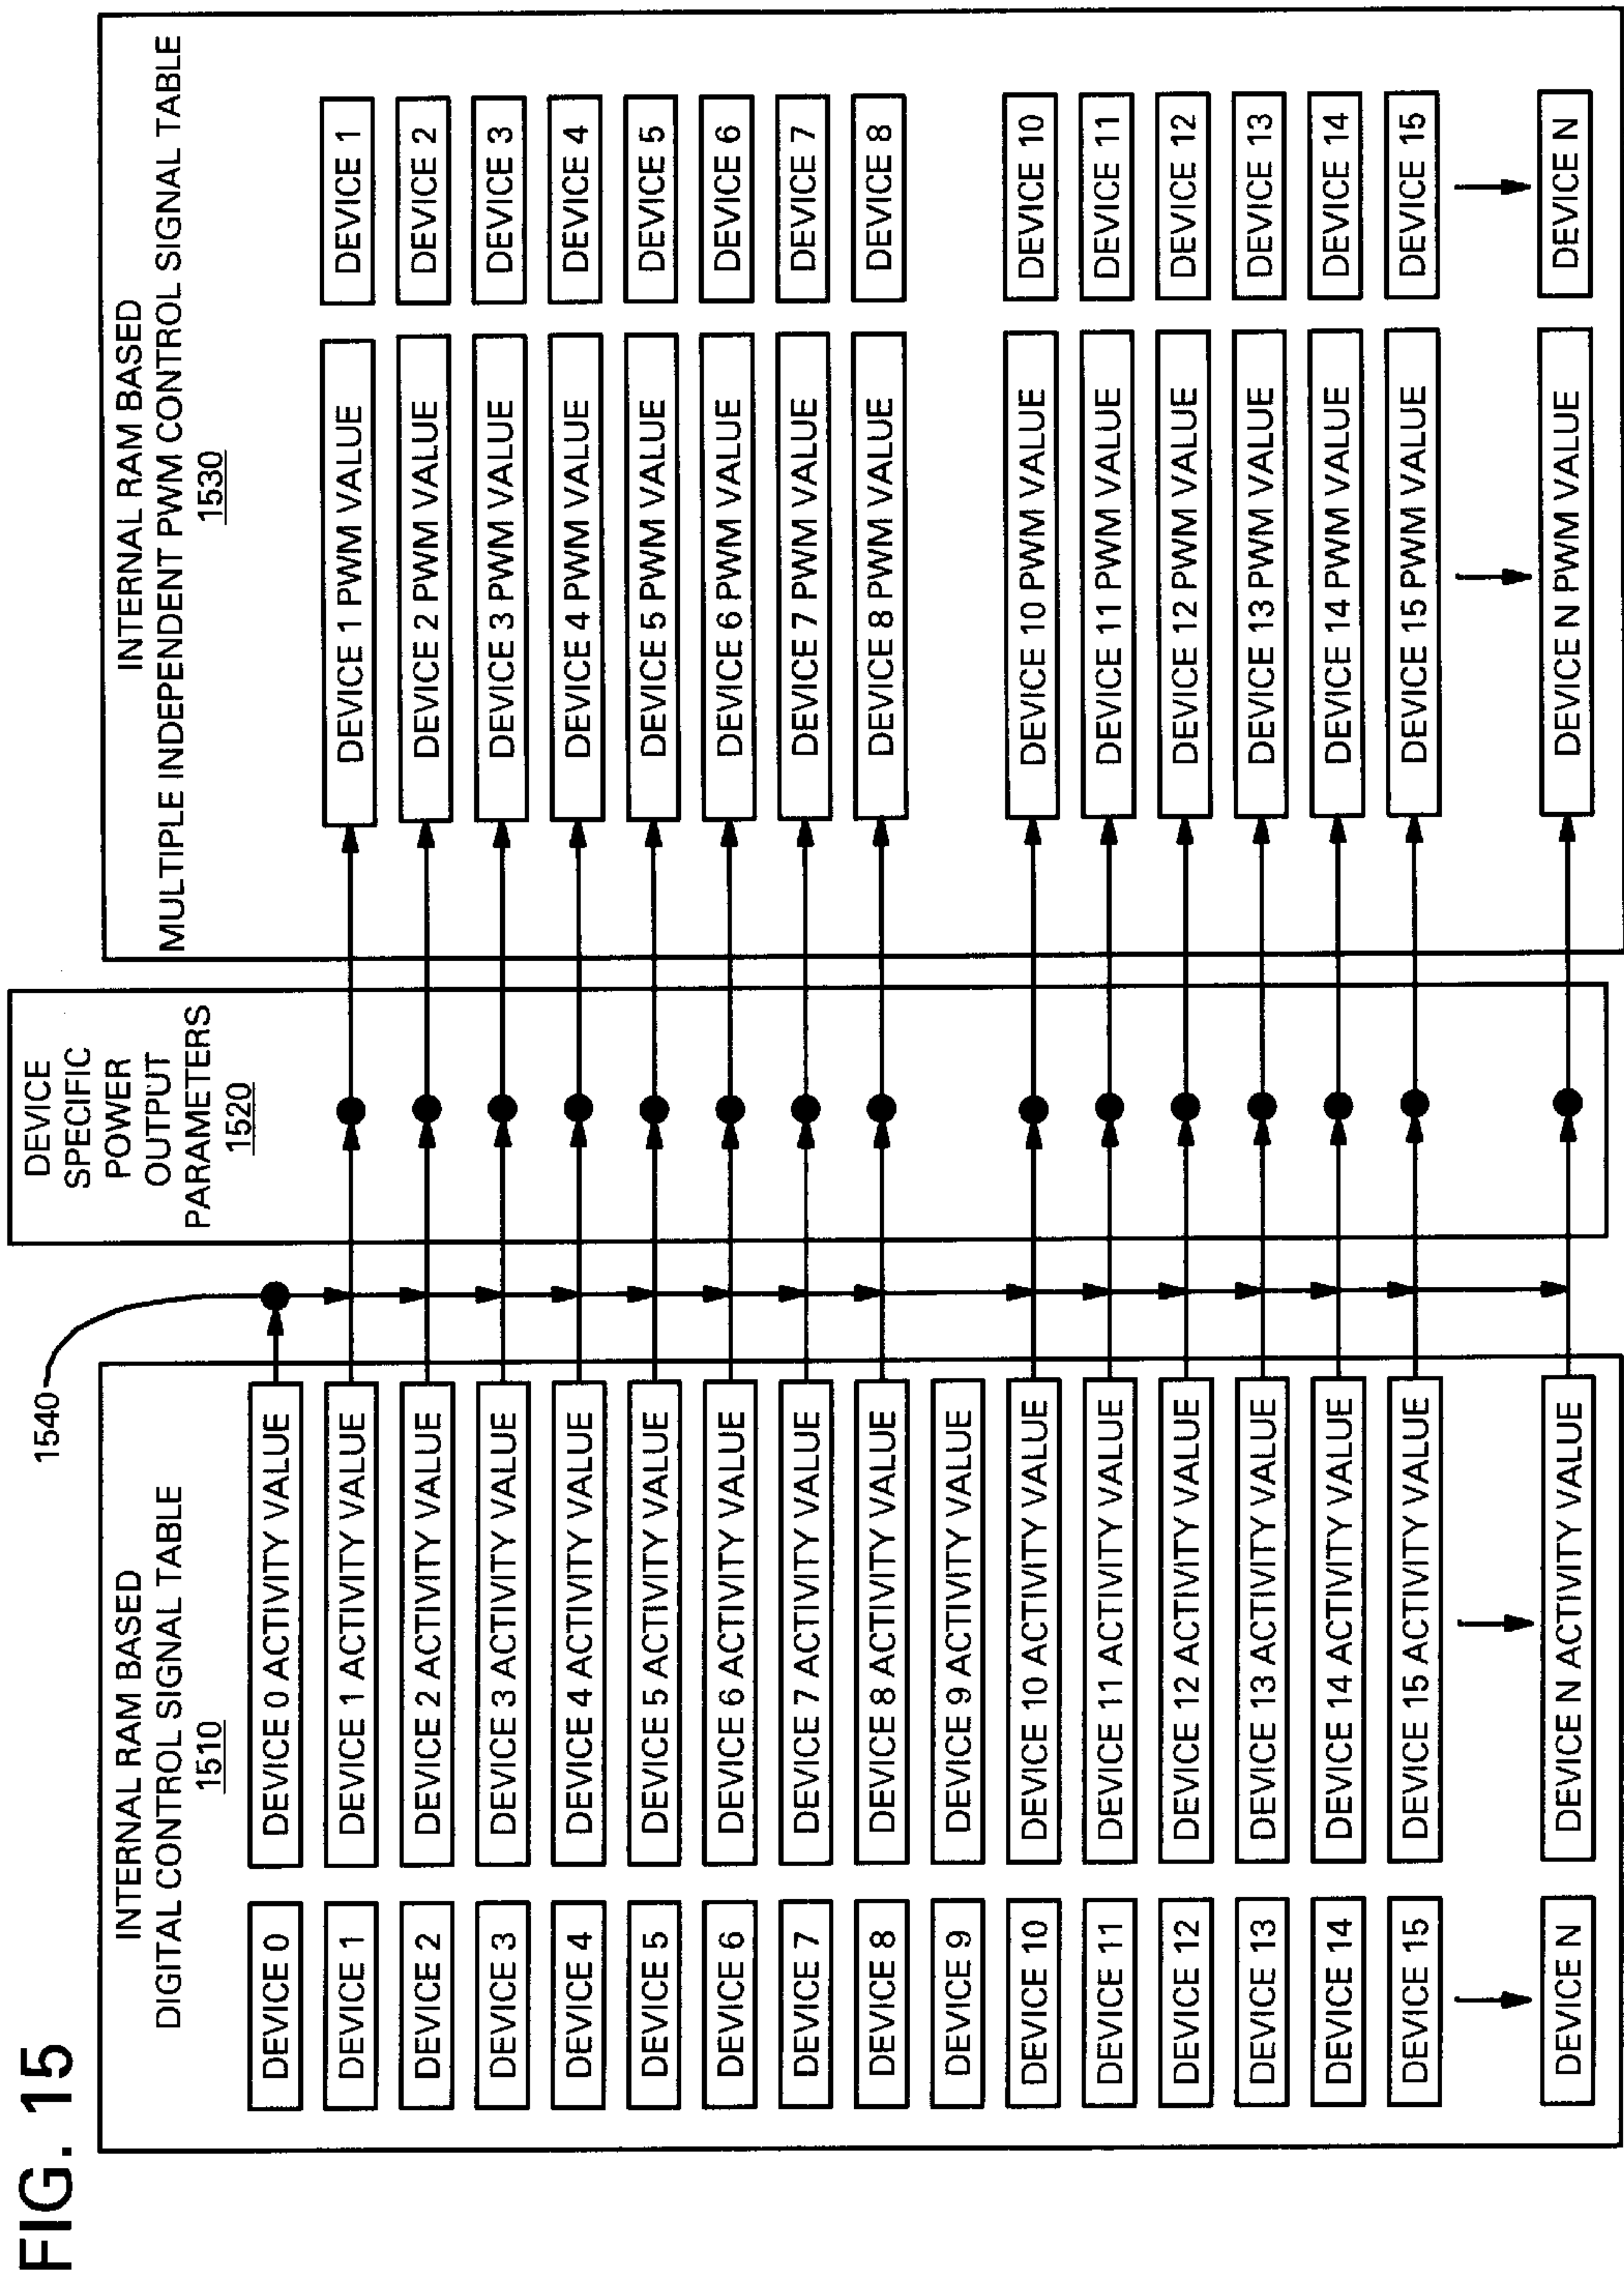 FIG. 15
INTERNAL RAM BASED
DIGITAL CONTROL SIGNAL TABLE
1510
DEVICE 0
DEVICE 0 ACTIVITY VALUE
DEVICE 1
DEVICE 1 ACTIVITY VALUE
DEVICE 2
DEVICE 2 ACTIVITY VALUE
DEVICE 3
DEVICE 3 ACTIVITY VALUE
DEVICE 4
DEVICE 4 ACTIVITY VALUE
DEVICE 5
DEVICE 5 ACTIVITY VALUE
DEVICE 6
DEVICE 6 ACTIVITY VALUE
DEVICE 7
DEVICE 7 ACTIVITY VALUE
DEVICE 8
DEVICE 8 ACTIVITY VALUE
DEVICE 9
DEVICE 9 ACTIVITY VALUE
DEVICE 10
DEVICE 10 ACTIVITY VALUE
DEVICE 11
DEVICE 11 ACTIVITY VALUE
DEVICE 12
DEVICE 12 ACTIVITY VALUE
DEVICE 13
DEVICE 13 ACTIVITY VALUE
DEVICE 14
DEVICE 14 ACTIVITY VALUE
DEVICE 15
DEVICE 15 ACTIVITY VALUE
DEVICE N
DEVICE N ACTIVITY VALUE
1540
DEVICE
SPECIFIC
POWER
OUTPUT
PARAMETERS
1520
INTERNAL RAM BASED
MULTIPLE INDEPENDENT PWM CONTROL SIGNAL TABLE
1530
DEVICE 1 PWM VALUE
DEVICE 1
DEVICE 2 PWM VALUE
DEVICE 2
DEVICE 3 PWM VALUE
DEVICE 3
DEVICE 4 PWM VALUE
DEVICE 4
DEVICE 5 PWM VALUE
DEVICE 5
DEVICE 6 PWM VALUE
DEVICE 6
DEVICE 7 PWM VALUE
DEVICE 7
DEVICE 8 PWM VALUE
DEVICE 8
DEVICE 10 PWM VALUE
DEVICE 10
DEVICE 11 PWM VALUE
DEVICE 11
DEVICE 12 PWM VALUE
DEVICE 12
DEVICE 13 PWM VALUE
DEVICE 13
DEVICE 14 PWM VALUE
DEVICE 14
DEVICE 15 PWM VALUE
DEVICE 15
DEVICE N PWM VALUE
DEVICE N